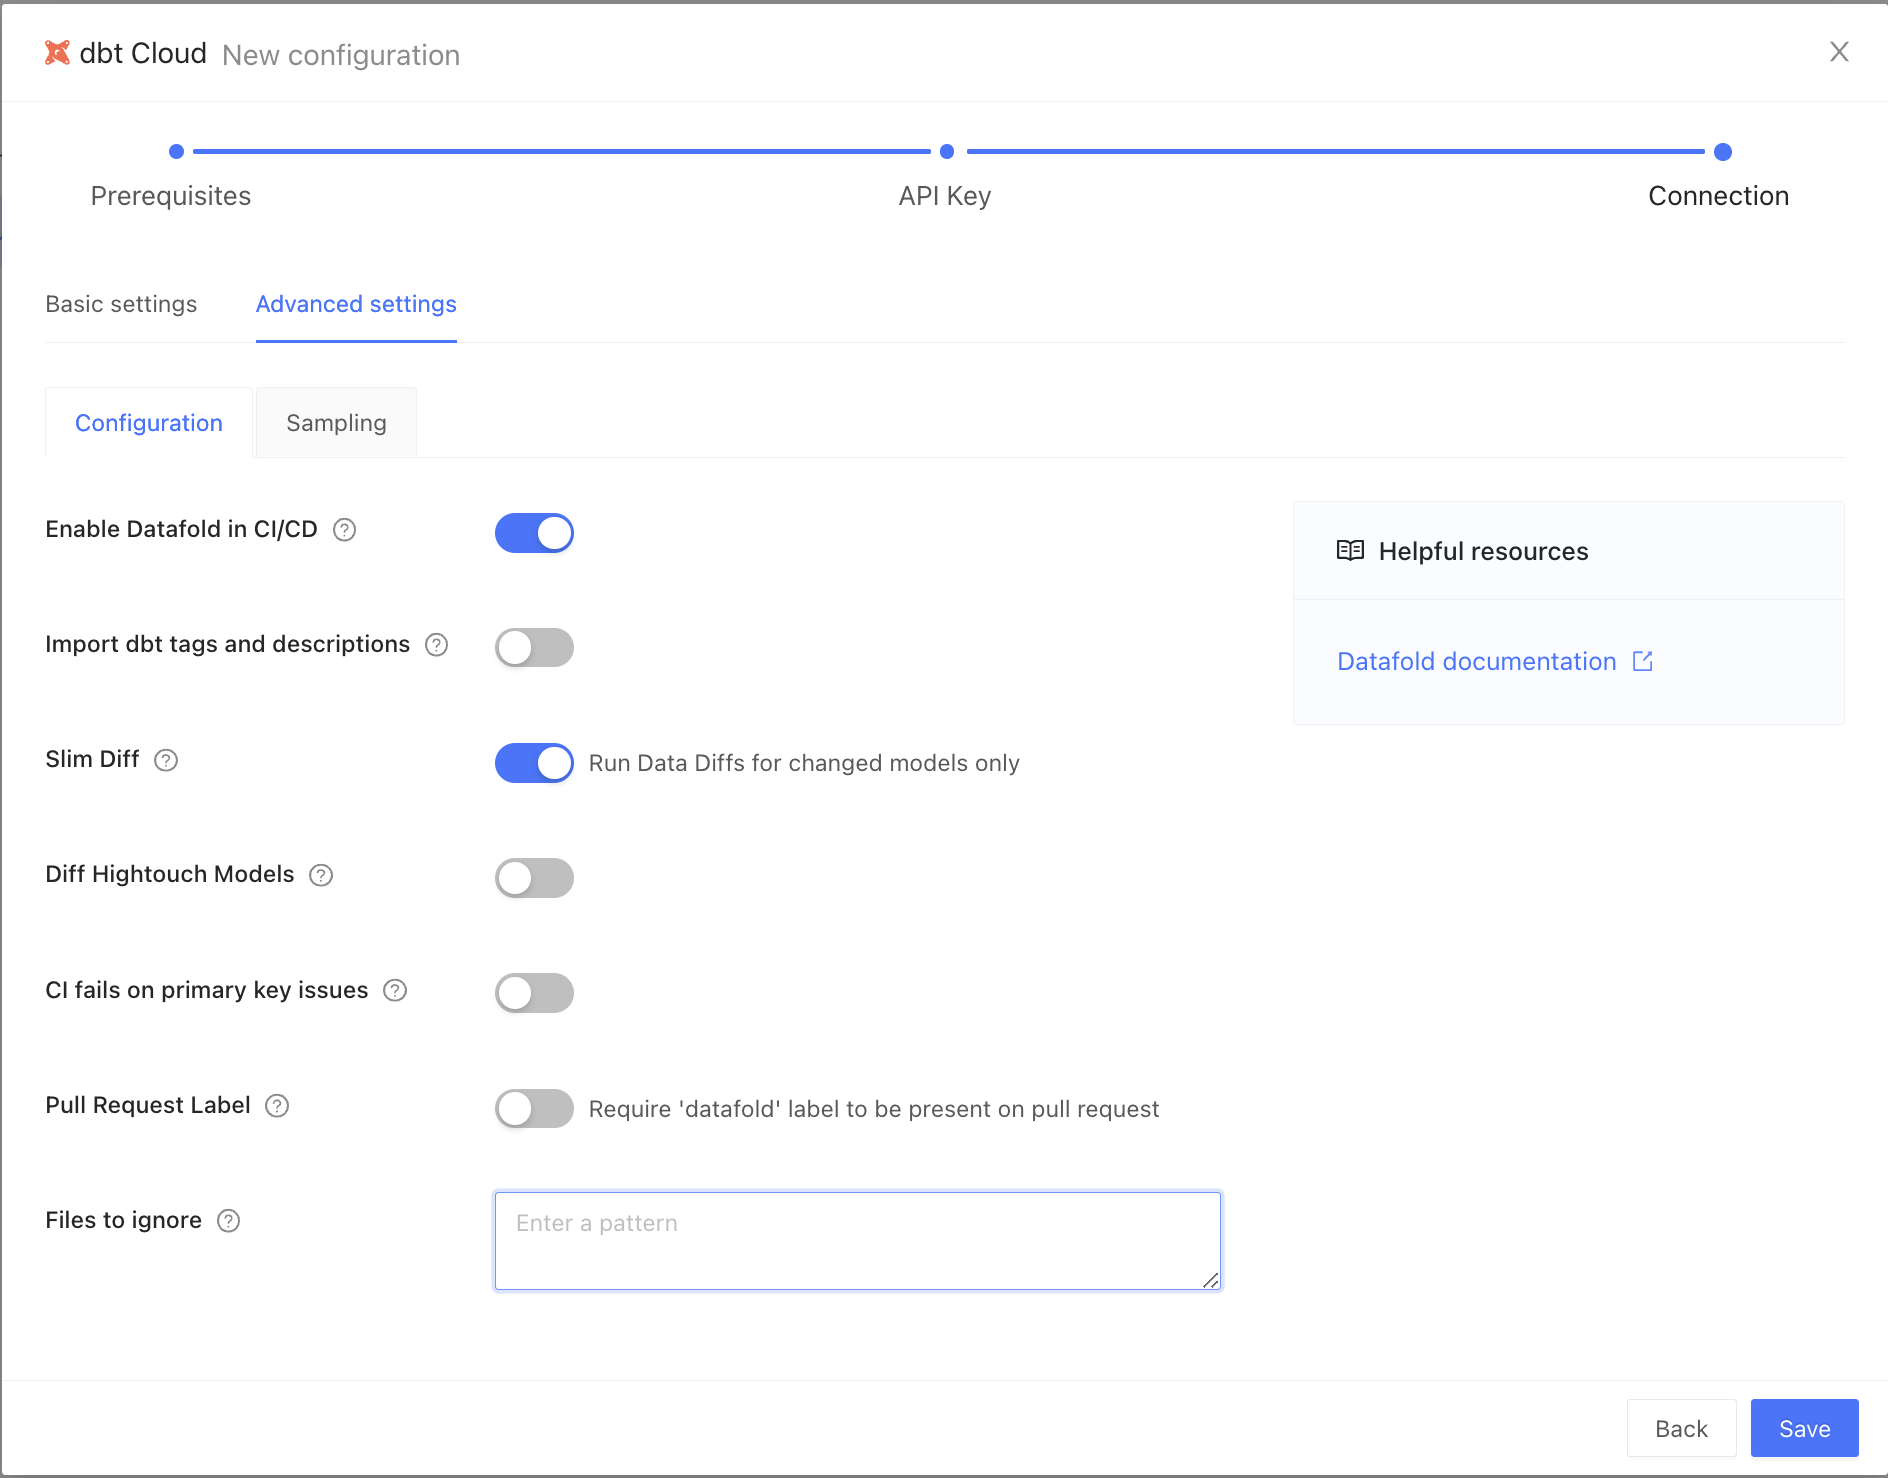 dbt Cloud New configuration
Prerequisites
API Key
Connection
Basic settings
Advanced settings
Configuration
Sampling
Enable Datafold in CI/CD
Helpful resources
Import dbt tags and descriptions
Datafold documentation
Slim Diff
Run Data Diffs for changed models only
Diff Hightouch Models
CI fails on primary key issues
Pull Request Label
Require 'datafold' label to be present on pull request
Files to ignore
Enter a pattern
Back
Save